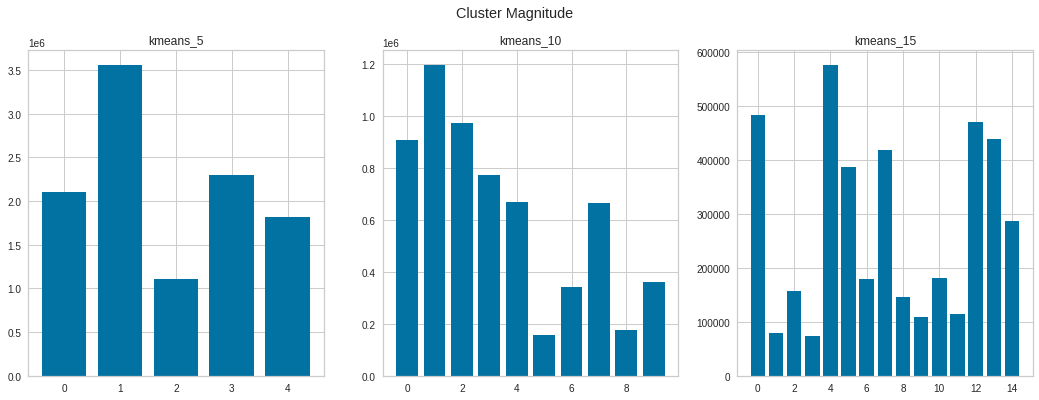 Cluster Magnitude
kmeans_5
1e6
3.5
3.0
2.5
2.0
1.5
1.0
0.5
0.0
0 1 2 3 4
kmeans_10
1e6
1.2
1.0
0.8
0.6
0.4
0.2
0.0
0 2 4 6 8
kmeans_15
600000
500000
400000
300000
200000
100000
0
0 2 4 6 8 10 12 14